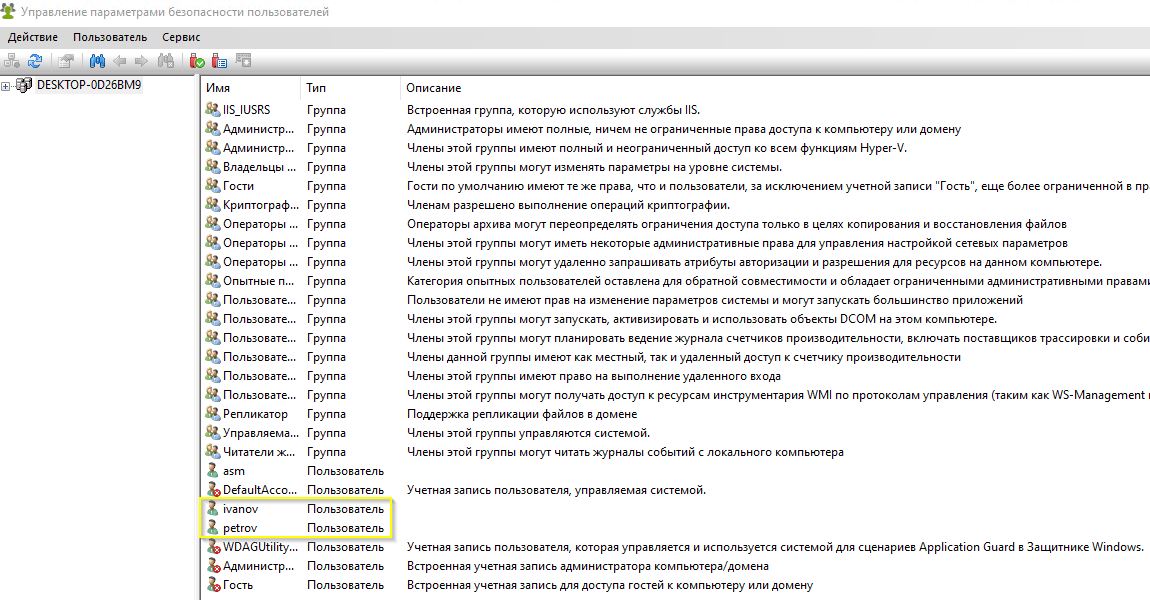 Управление параметрами безопасности пользователей
Действие Пользователь Сервис
DESKTOP-0D26BM9
Имя Тип Описание
IIS_IUSRS Группа Встроенная группа, которую используют службы IIS.
Администр... Группа Администраторы имеют полные, ничем не ограниченные права доступа к компьютеру или домену
Администр... Группа Члены этой группы имеют полный и неограниченный доступ ко всем функциям Hyper-V.
Владельцы ... Группа Члены этой группы могут изменять параметры на уровне системы.
Гости Группа Гости по умолчанию имеют те же права, что и пользователи, за исключением учетной записи "Гость", еще более ограниченной в пр
Криптограф... Группа Членам разрешено выполнение операций криптографии.
Операторы ... Группа Операторы архива могут переопределять ограничения доступа только в целях копирования и восстановления файлов
Операторы ... Группа Члены этой группы могут иметь некоторые административные права для управления настройкой сетевых параметров
Операторы ... Группа Члены этой группы могут удаленно запрашивать атрибуты авторизации и разрешения для ресурсов на данном компьютере.
Опытные п... Группа Категория опытных пользователей оставлена для обратной совместимости и обладает ограниченными административными правами
Пользовате... Группа Пользователи не имеют прав на изменение параметров системы и могут запускать большинство приложений
Пользовате... Группа Члены этой группы могут запускать, активизировать и использовать объекты DCOM на этом компьютере.
Пользовате... Группа Члены этой группы могут планировать ведение журнала счетчиков производительности, включать поставщиков трассировки и соби
Пользовате... Группа Члены данной группы имеют как местный, так и удаленный доступ к счетчику производительности
Пользовате... Группа Члены этой группы имеют право на выполнение удаленного входа
Пользовате... Группа Члены этой группы могут получать доступ к ресурсам инструментария WMI по протоколам управления (таким как WS-Management
Репликатор Группа Поддержка репликации файлов в домене
Управляема... Группа Члены этой группы управляются системой.
Читатели ж... Группа Члены этой группы могут читать журналы событий с локального компьютера
asm Пользователь
DefaultAcco... Пользователь Учетная запись пользователя, управляемая системой.
ivanov Пользователь
petrov Пользователь
WDAGUtility... Пользователь Учетная запись пользователя, которая управляется и используется системой для сценариев Application Guard в Защитнике Windows.
Администр... Пользователь Встроенная учетная запись администратора компьютера/домена
Гость Пользователь Встроенная учетная запись для доступа гостей к компьютеру или домену